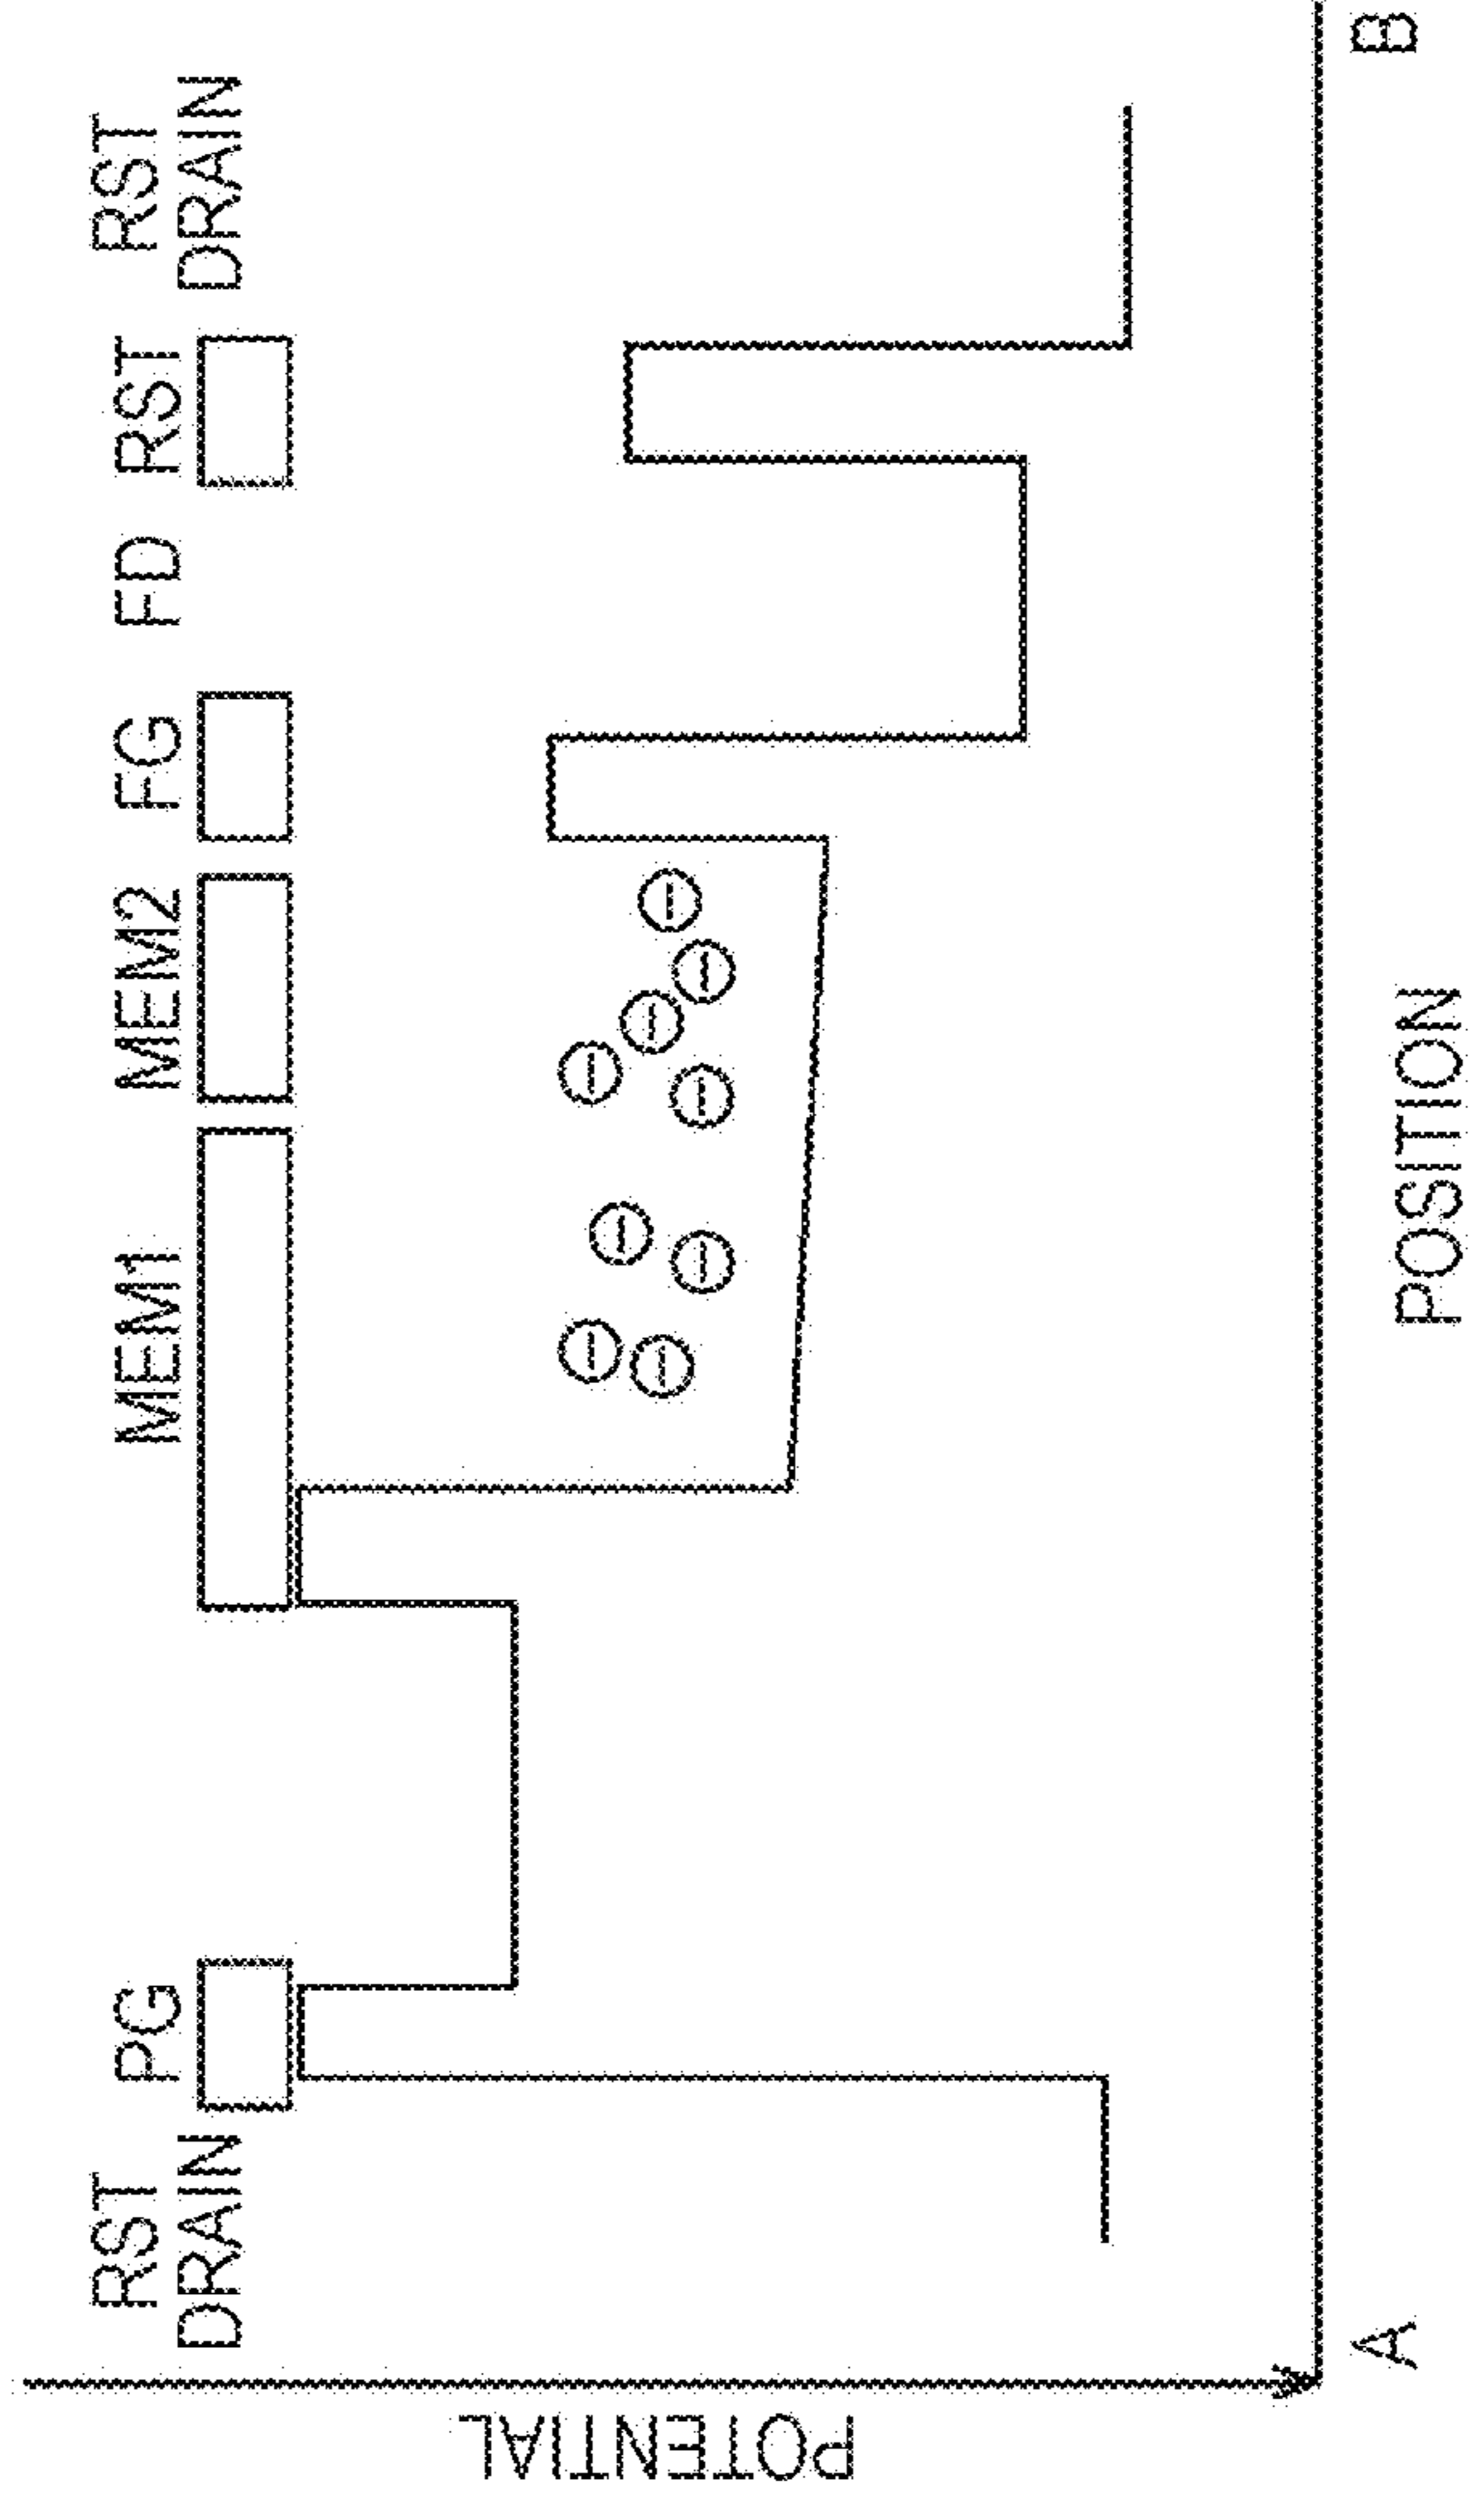 RST
DRAIN
PG
MEM1
MEM2
FG
FD
RST
RST
DRAIN
POTENTIAL
A
POSITION
B